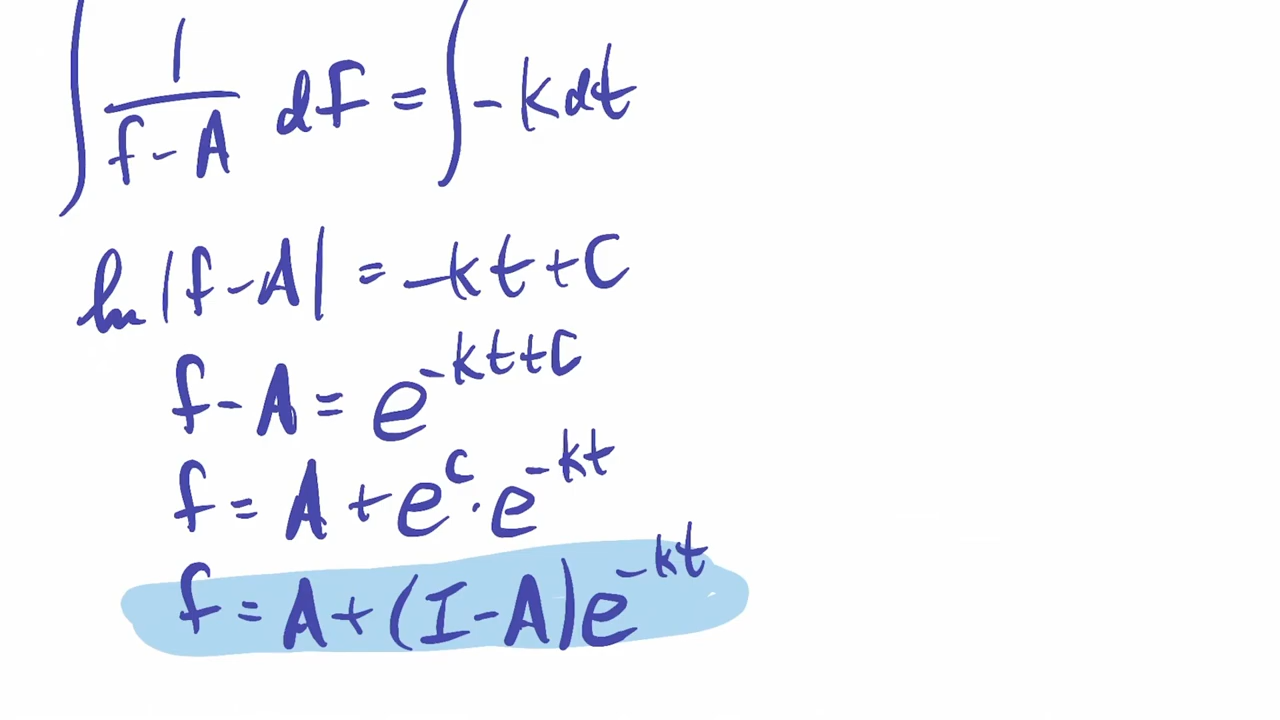 ∫ 1/(f-A) df = ∫ -k dt
ln |f-A| = -kt+C
f-A = e^{-kt+C}
f = A + e^c · e^{-kt}
f = A + (I-A)e^{-kt}